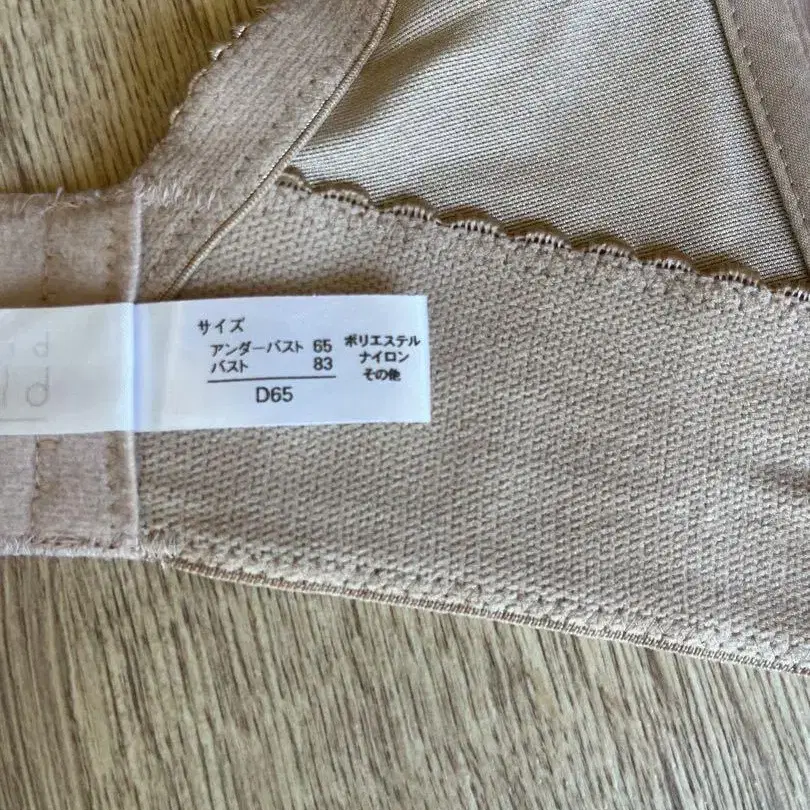 サイズ
アンダーバスト 65
バスト 83
D65
ポリエステル
ナイロン
その他